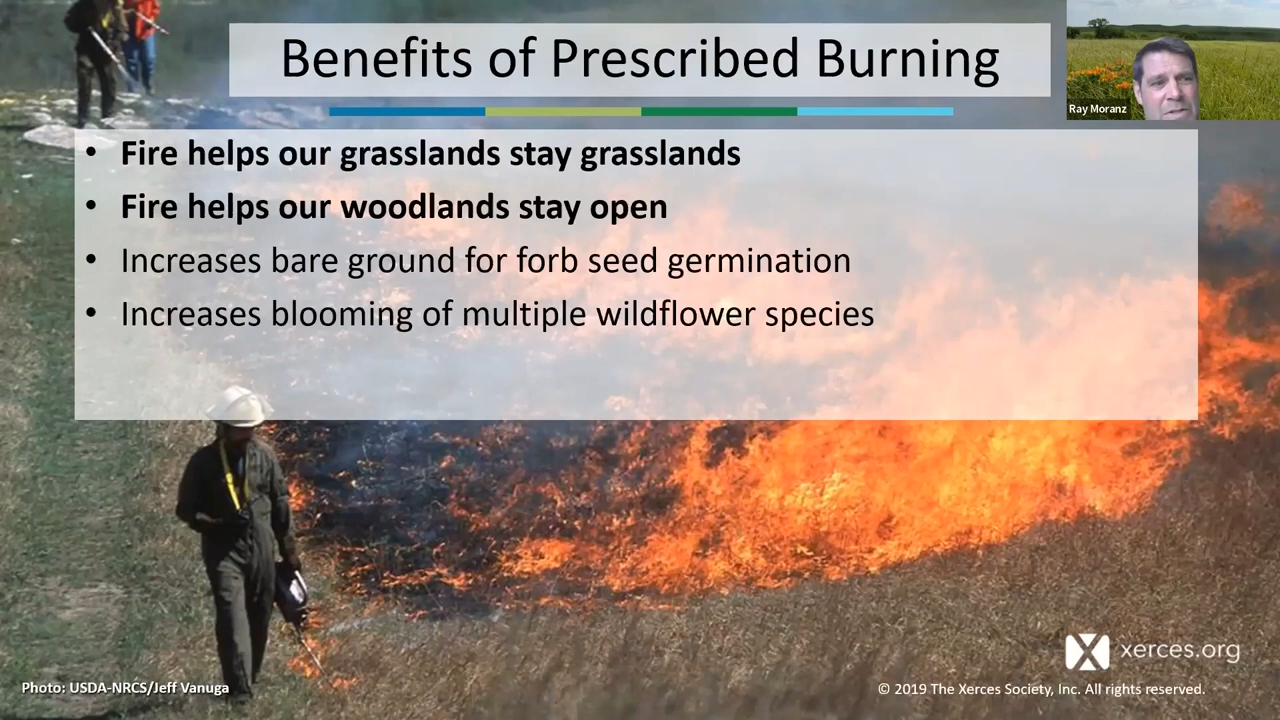 Benefits of Prescribed Burning
Ray Moranz
• Fire helps our grasslands stay grasslands
• Fire helps our woodlands stay open
• Increases bare ground for forb seed germination
• Increases blooming of multiple wildflower species
xerces.org
Photo: USDA-NRCS/Jeff Vanuga
© 2019 The Xerces Society, Inc. All rights reserved.